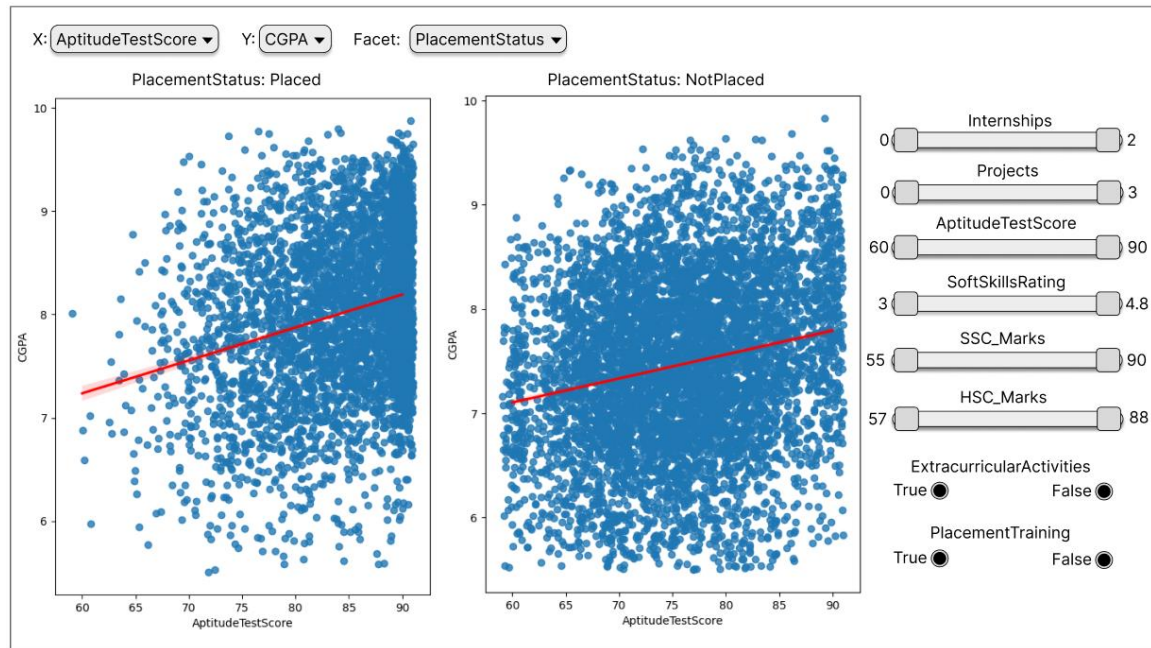 X: AptitudeTestScore Y: CGPA Facet: PlacementStatus
PlacementStatus: Placed
10
9
8
7
6
CGPA
60 65 70 75 80 85 90
AptitudeTestScore
PlacementStatus: NotPlaced
10
9
8
7
6
CGPA
60 65 70 75 80 85 90
AptitudeTestScore
Internships
0 2
Projects
0 3
AptitudeTestScore
60 90
SoftSkillsRating
3 4.8
SSC_Marks
55 90
HSC_Marks
57 88
ExtracurricularActivities
True False
PlacementTraining
True False